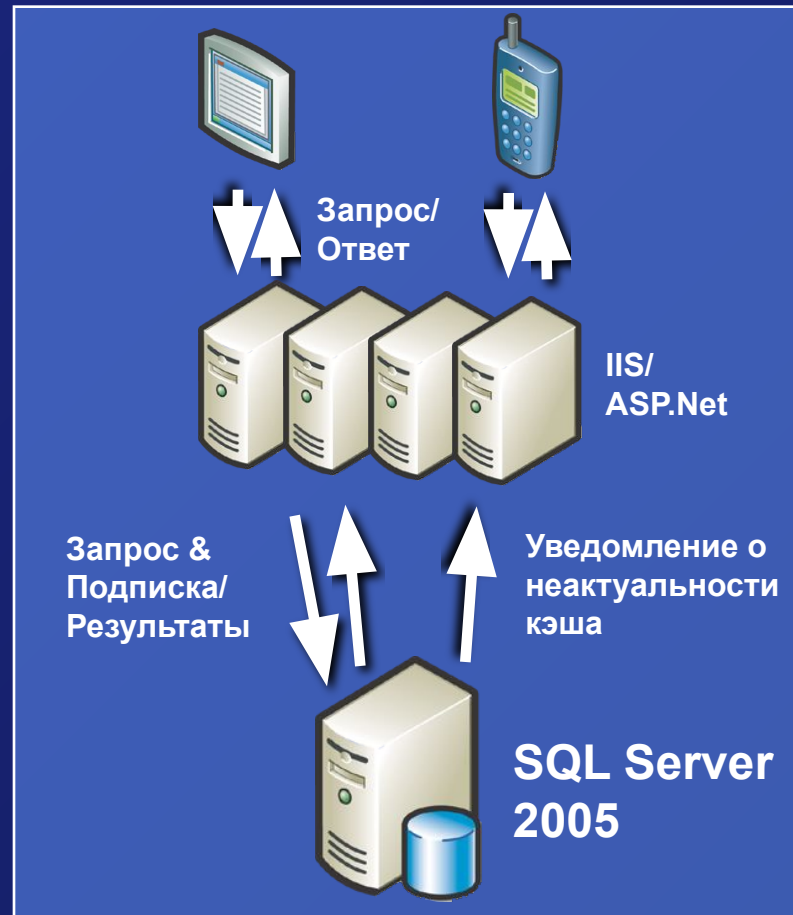 Запрос/
Ответ
IIS/
ASP.Net
Запрос &
Подписка/
Результаты
Уведомление о
неактуальности
кэша
SQL Server
2005